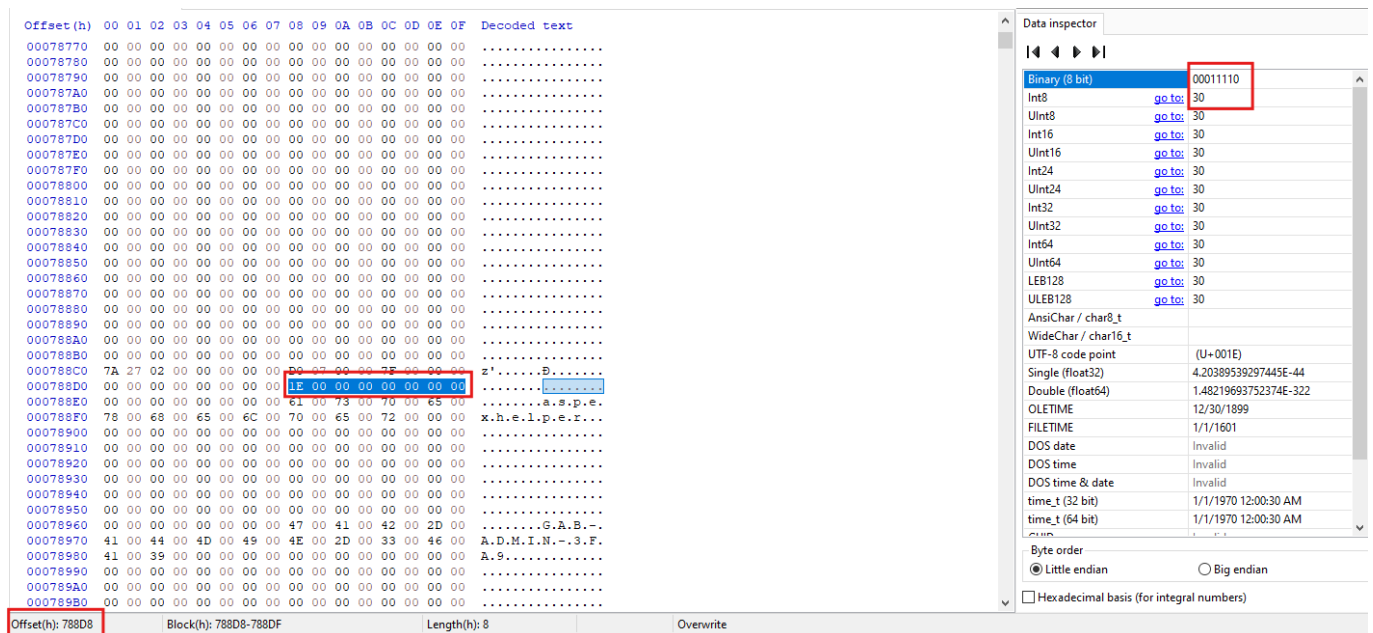 Offset(h) 00 01 02 03 04 05 06 07 08 09 0A 0B 0C 0D 0E 0F Decoded text
00078770 00 00 00 00 00 00 00 00 00 00 00 00 00 00 00 00 ................
00078780 00 00 00 00 00 00 00 00 00 00 00 00 00 00 00 00 ................
00078790 00 00 00 00 00 00 00 00 00 00 00 00 00 00 00 00 ................
000787A0 00 00 00 00 00 00 00 00 00 00 00 00 00 00 00 00 ................
000787B0 00 00 00 00 00 00 00 00 00 00 00 00 00 00 00 00 ................
000787C0 00 00 00 00 00 00 00 00 00 00 00 00 00 00 00 00 ................
000787D0 00 00 00 00 00 00 00 00 00 00 00 00 00 00 00 00 ................
000787E0 00 00 00 00 00 00 00 00 00 00 00 00 00 00 00 00 ................
000787F0 00 00 00 00 00 00 00 00 00 00 00 00 00 00 00 00 ................
00078800 00 00 00 00 00 00 00 00 00 00 00 00 00 00 00 00 ................
00078810 00 00 00 00 00 00 00 00 00 00 00 00 00 00 00 00 ................
00078820 00 00 00 00 00 00 00 00 00 00 00 00 00 00 00 00 ................
00078830 00 00 00 00 00 00 00 00 00 00 00 00 00 00 00 00 ................
00078840 00 00 00 00 00 00 00 00 00 00 00 00 00 00 00 00 ................
00078850 00 00 00 00 00 00 00 00 00 00 00 00 00 00 00 00 ................
00078860 00 00 00 00 00 00 00 00 00 00 00 00 00 00 00 00 ................
00078870 00 00 00 00 00 00 00 00 00 00 00 00 00 00 00 00 ................
00078880 00 00 00 00 00 00 00 00 00 00 00 00 00 00 00 00 ................
00078890 00 00 00 00 00 00 00 00 00 00 00 00 00 00 00 00 ................
000788A0 00 00 00 00 00 00 00 00 00 00 00 00 00 00 00 00 ................
000788B0 00 00 00 00 00 00 00 00 00 00 00 00 00 00 00 00 ................
000788C0 7A 27 02 00 00 00 00 00 D0 07 00 00 7F 00 00 00 z'......Ð.......
000788D0 00 00 00 00 00 00 00 00 1E 00 00 00 00 00 00 00 ................
000788E0 00 00 00 00 00 00 00 00 61 00 73 00 70 00 65 00 ........a.s.p.e.
000788F0 78 00 68 00 65 00 6C 00 70 00 65 00 72 00 00 00 x.h.e.l.p.e.r...
00078900 00 00 00 00 00 00 00 00 00 00 00 00 00 00 00 00 ................
00078910 00 00 00 00 00 00 00 00 00 00 00 00 00 00 00 00 ................
00078920 00 00 00 00 00 00 00 00 00 00 00 00 00 00 00 00 ................
00078930 00 00 00 00 00 00 00 00 00 00 00 00 00 00 00 00 ................
00078940 00 00 00 00 00 00 00 00 00 00 00 00 00 00 00 00 ................
00078950 00 00 00 00 00 00 00 00 00 00 00 00 00 00 00 00 ................
00078960 00 00 00 00 00 00 00 00 47 00 41 00 42 00 2D 00 ........G.A.B.-.
00078970 41 00 44 00 4D 00 49 00 4E 00 2D 00 33 00 46 00 A.D.M.I.N.-.3.F.
00078980 41 00 39 00 00 00 00 00 00 00 00 00 00 00 00 00 A.9.............
00078990 00 00 00 00 00 00 00 00 00 00 00 00 00 00 00 00 ................
000789A0 00 00 00 00 00 00 00 00 00 00 00 00 00 00 00 00 ................
000789B0 00 00 00 00 00 00 00 00 00 00 00 00 00 00 00 00 ................
Offset(h): 788D8 Block(h): 788D8-788DF Length(h): 8 Overwrite
Data inspector
Binary (8 bit) 00011110
Int8 go to: 30
UInt8 go to: 30
Int16 go to: 30
UInt16 go to: 30
Int24 go to: 30
UInt24 go to: 30
Int32 go to: 30
UInt32 go to: 30
Int64 go to: 30
UInt64 go to: 30
LEB128 go to: 30
ULEB128 go to: 30
AnsiChar / char8_t
WideChar / char16_t
UTF-8 code point (U+001E)
Single (float32) 4.20389539297445E-44
Double (float64) 1.48219693752374E-322
OLETIME 12/30/1899
FILETIME 1/1/1601
DOS date Invalid
DOS time Invalid
DOS time & date Invalid
time_t (32 bit) 1/1/1970 12:00:30 AM
time_t (64 bit) 1/1/1970 12:00:30 AM
Byte order
Little endian Big endian
Hexadecimal basis (for integral numbers)